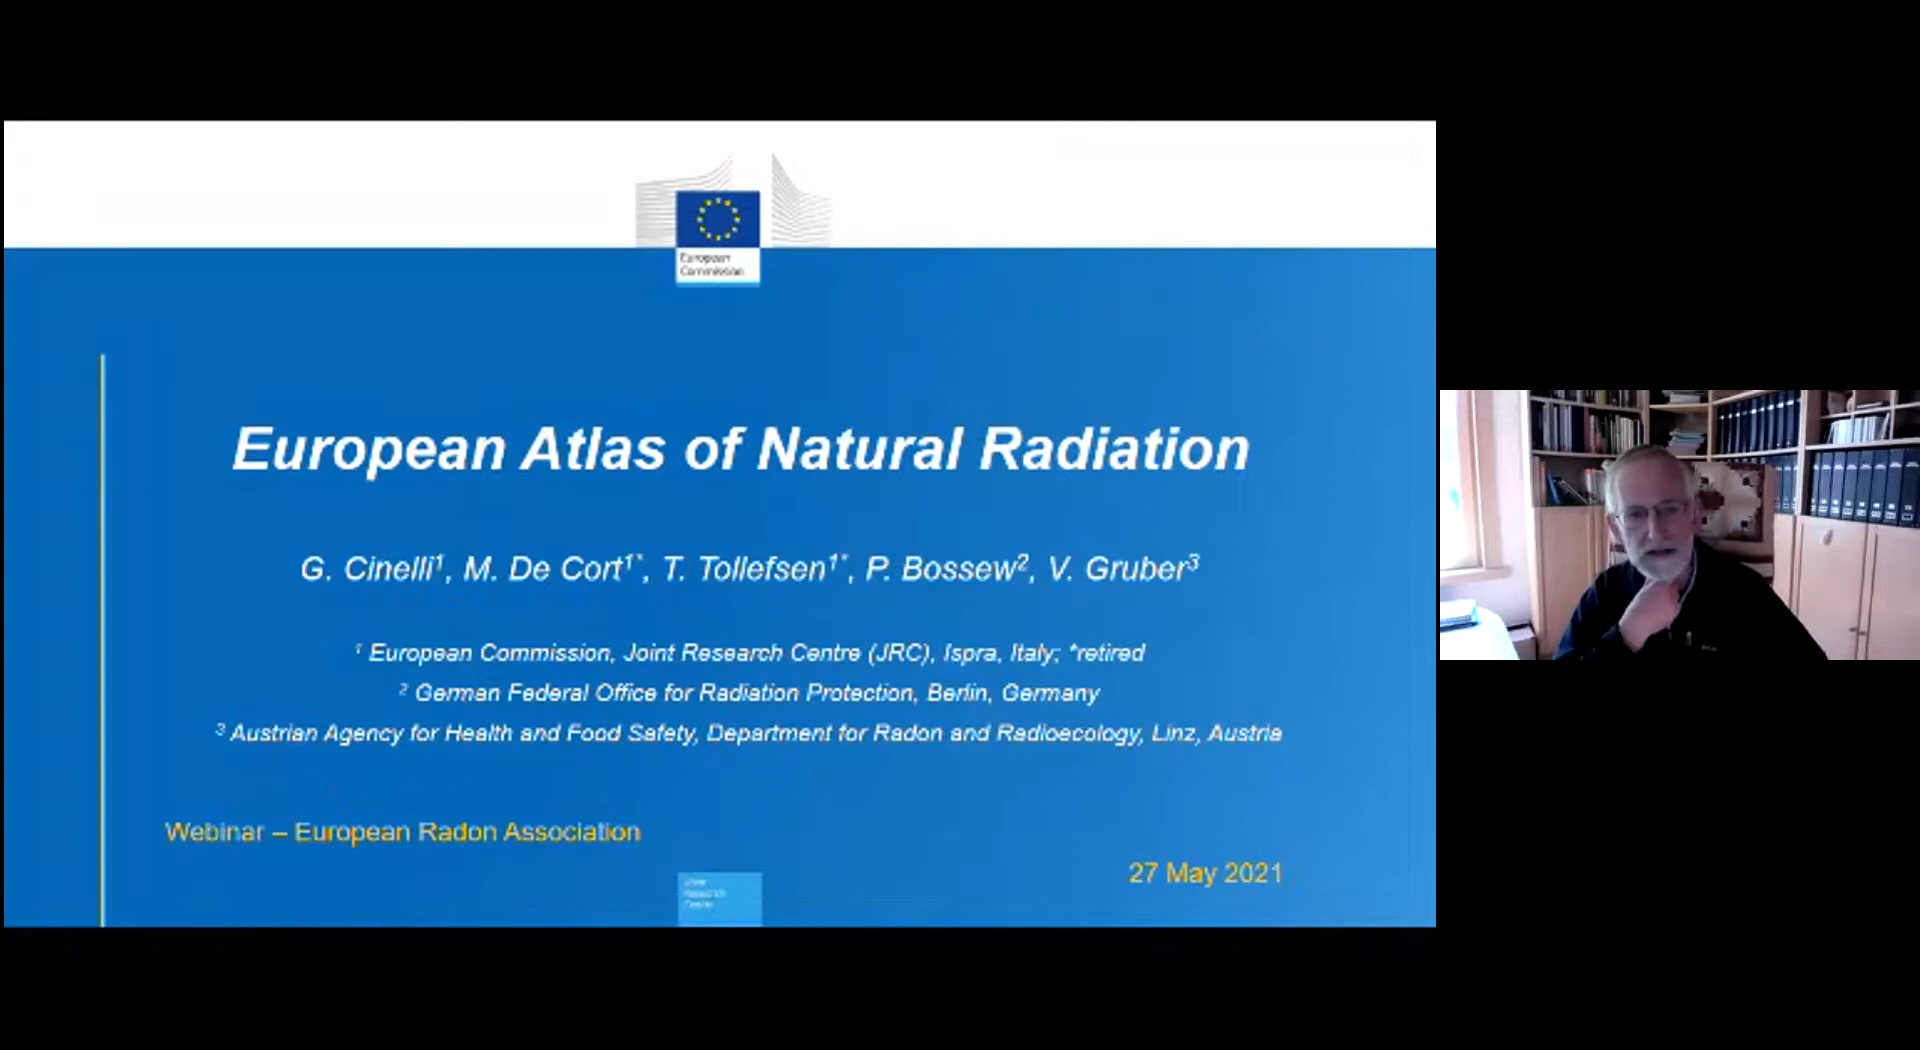 European
Commission
European Atlas of Natural Radiation
G. Cinelli¹, M. De Cort¹*, T. Tollefsen¹*, P. Bossew², V. Gruber³
¹ European Commission, Joint Research Centre (JRC), Ispra, Italy; *retired
² German Federal Office for Radiation Protection, Berlin, Germany
³ Austrian Agency for Health and Food Safety, Department for Radon and Radioecology, Linz, Austria
Webinar – European Radon Association
27 May 2021